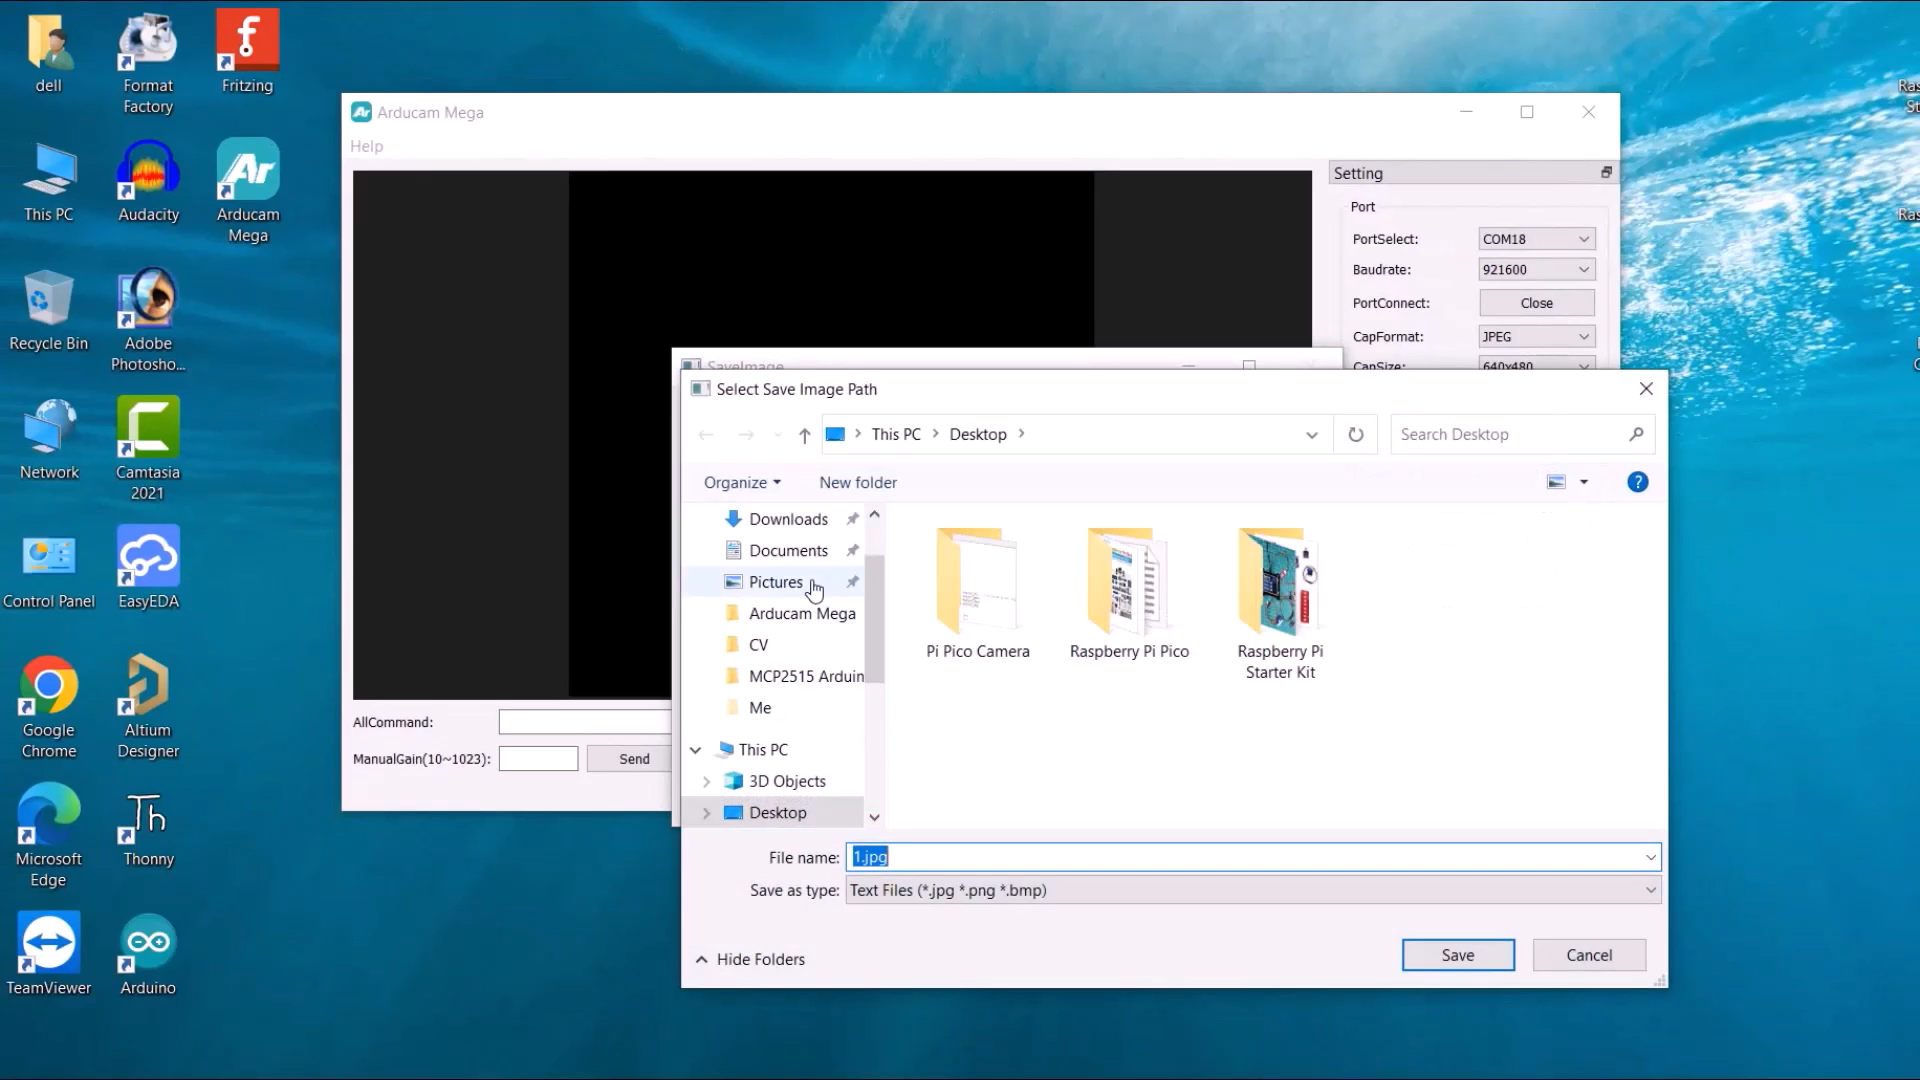 dell
Format
Factory
Fritzing
This PC
Audacity
Arducam
Mega
Recycle Bin
Adobe
Photosho...
Network
Camtasia
2021
Control Panel
EasyEDA
Google
Chrome
Altium
Designer
Microsoft
Edge
Thonny
TeamViewer
Arduino
Arducam Mega
Help
Setting
Port
PortSelect: COM18
Baudrate: 921600
PortConnect: Close
CapFormat: JPEG
CapSize: 640x480
AllCommand:
ManualGain(10~1023): Send
SaveImage
Select Save Image Path
This PC > Desktop >
Search Desktop
Organize
New folder
Downloads
Documents
Pictures
Arducam Mega
CV
MCP2515 Arduin
Me
This PC
3D Objects
Desktop
Pi Pico Camera
Raspberry Pi Pico
Raspberry Pi
Starter Kit
File name: 1.jpg
Save as type: Text Files (*.jpg *.png *.bmp)
Hide Folders
Save
Cancel